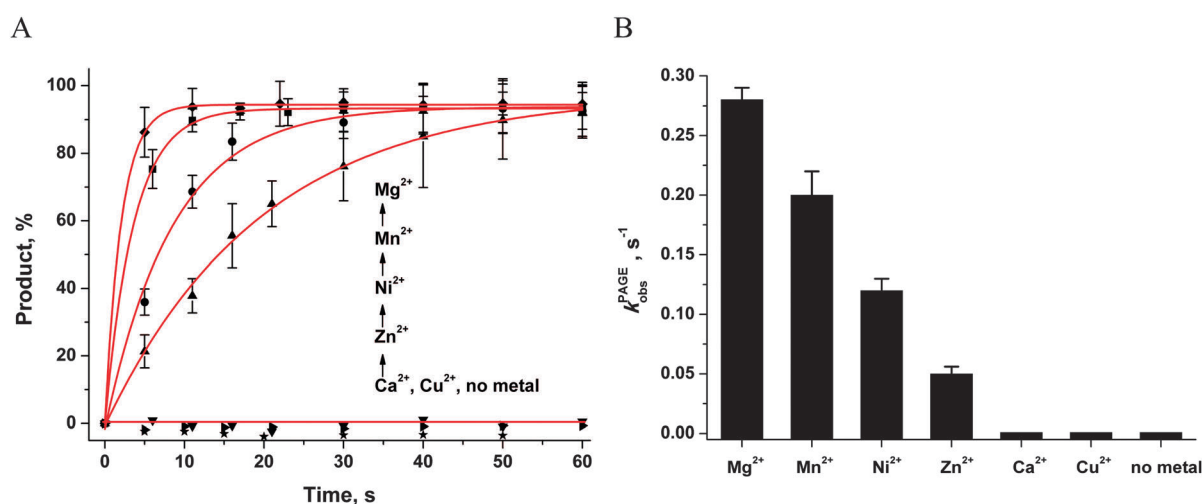 A
Product, %
100
80
60
40
20
0
0 10 20 30 40 50 60
Time, s
Mg²⁺
Mn²⁺
Ni²⁺
Zn²⁺
Ca²⁺, Cu²⁺, no metal
B
k_obs^PAGE, s⁻¹
0.30
0.25
0.20
0.15
0.10
0.05
0.00
Mg²⁺ Mn²⁺ Ni²⁺ Zn²⁺ Ca²⁺ Cu²⁺ no metal